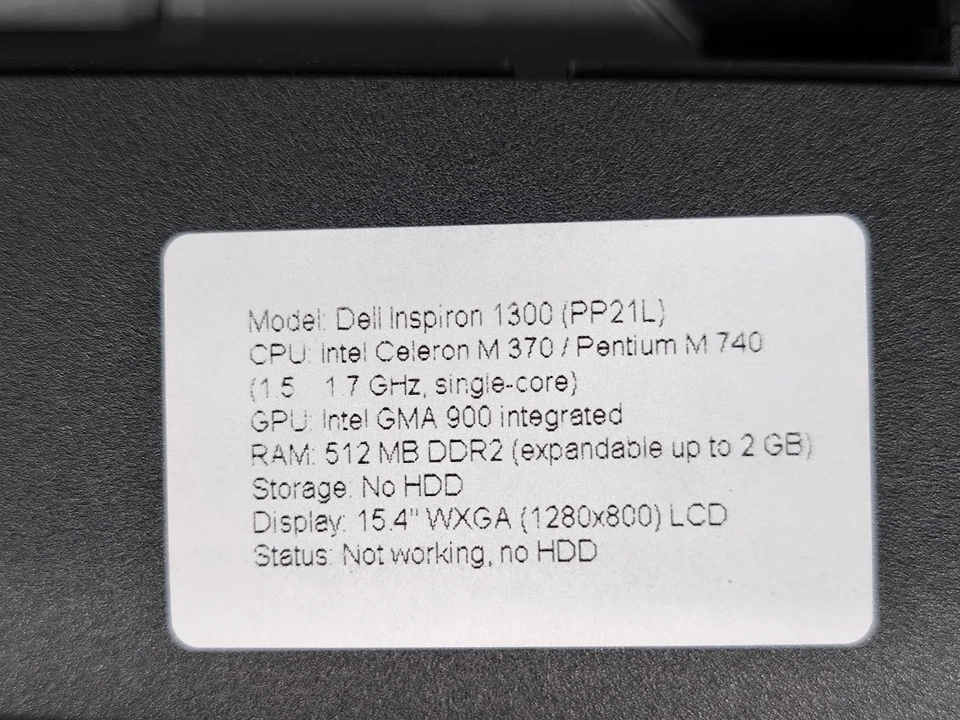 Model: Dell Inspiron 1300 (PP21L)
CPU: Intel Celeron M 370 / Pentium M 740
(1.5 1.7 GHz, single-core)
GPU: Intel GMA 900 integrated
RAM: 512 MB DDR2 (expandable up to 2 GB)
Storage: No HDD
Display: 15.4" WXGA (1280x800) LCD
Status: Not working, no HDD